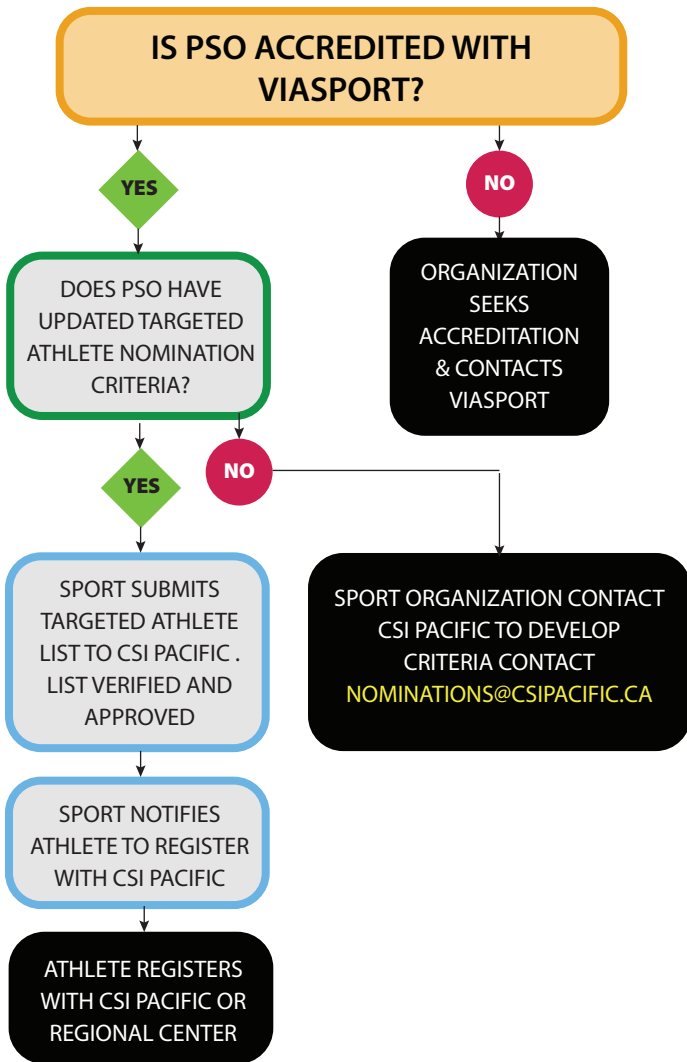 IS PSO ACCREDITED WITH
VIASPORT?
YES
NO
DOES PSO HAVE
UPDATED TARGETED
ATHLETE NOMINATION
CRITERIA?
ORGANIZATION
SEEKS
ACCREDITATION
& CONTACTS
VIASPORT
YES
NO
SPORT SUBMITS
TARGETED ATHLETE
LIST TO CSI PACIFIC .
LIST VERIFIED AND
APPROVED
SPORT ORGANIZATION CONTACT
CSI PACIFIC TO DEVELOP
CRITERIA CONTACT
NOMINATIONS@CSIPACIFIC.CA
SPORT NOTIFIES
ATHLETE TO REGISTER
WITH CSI PACIFIC
ATHLETE REGISTERS
WITH CSI PACIFIC OR
REGIONAL CENTER